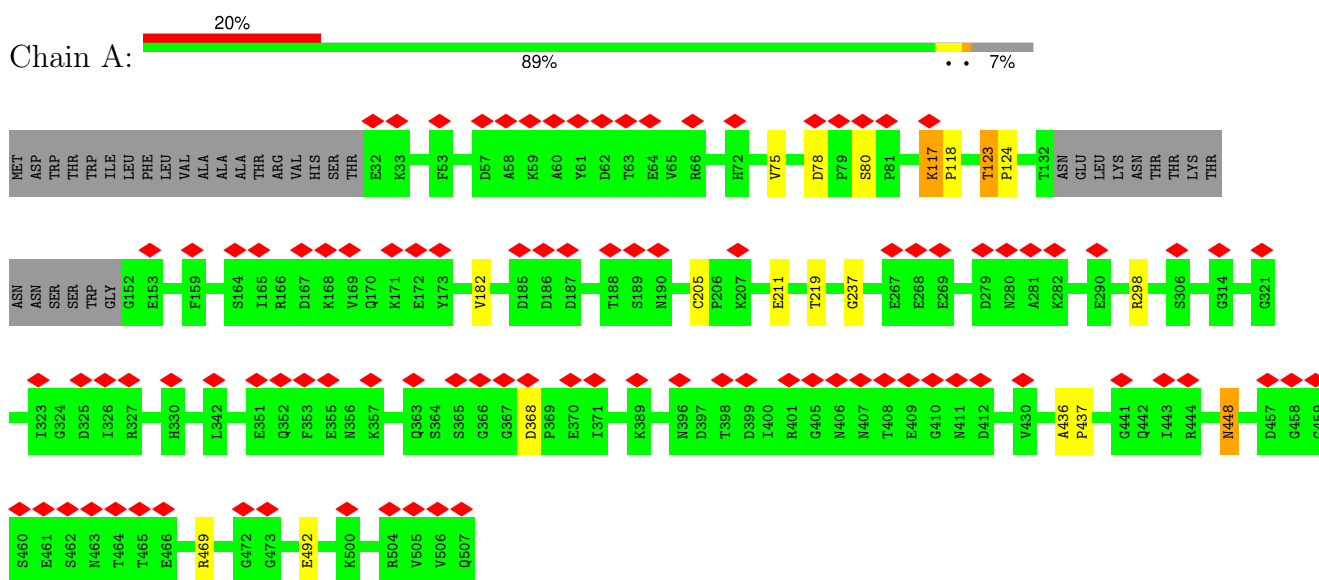 20%
Chain A:
89% • • 7%
MET ASP TRP THR TRP ILE LEU PHE LEU VAL ALA ALA ALA THR ARG VAL HIS SER THR E32 K33 F53 D57 A58 K59 A60 Y61 D62 T63 E64 V65 R66 H72 V75 D78 P79 S80 P81 K117 P118 T123 P124 T132 ASN GLU LEU LYS ASN THR THR LYS THR
ASN ASN SER SER TRP GLY G152 E153 F159 S164 I165 R166 D167 K168 V169 Q170 K171 E172 Y173 V182 D185 D186 D187 T188 S189 N190 C205 P206 K207 E211 T219 G237 E267 E268 E269 D279 N280 A281 K282 E290 R298 S306 G314 G321
I323 G324 D325 I326 R327 H330 L342 E351 Q352 F353 E355 N356 K357 Q363 S364 S365 G366 G367 D368 P369 E370 I371 K389 N396 D397 T398 D399 I400 R401 G405 N406 N407 T408 E409 G410 N411 D412 V430 A436 P437 G441 Q442 I443 R444 N448 D457 G458 G459
S460 E461 S462 N463 T464 T465 E466 R469 G472 G473 E492 K500 R504 V505 V506 Q507